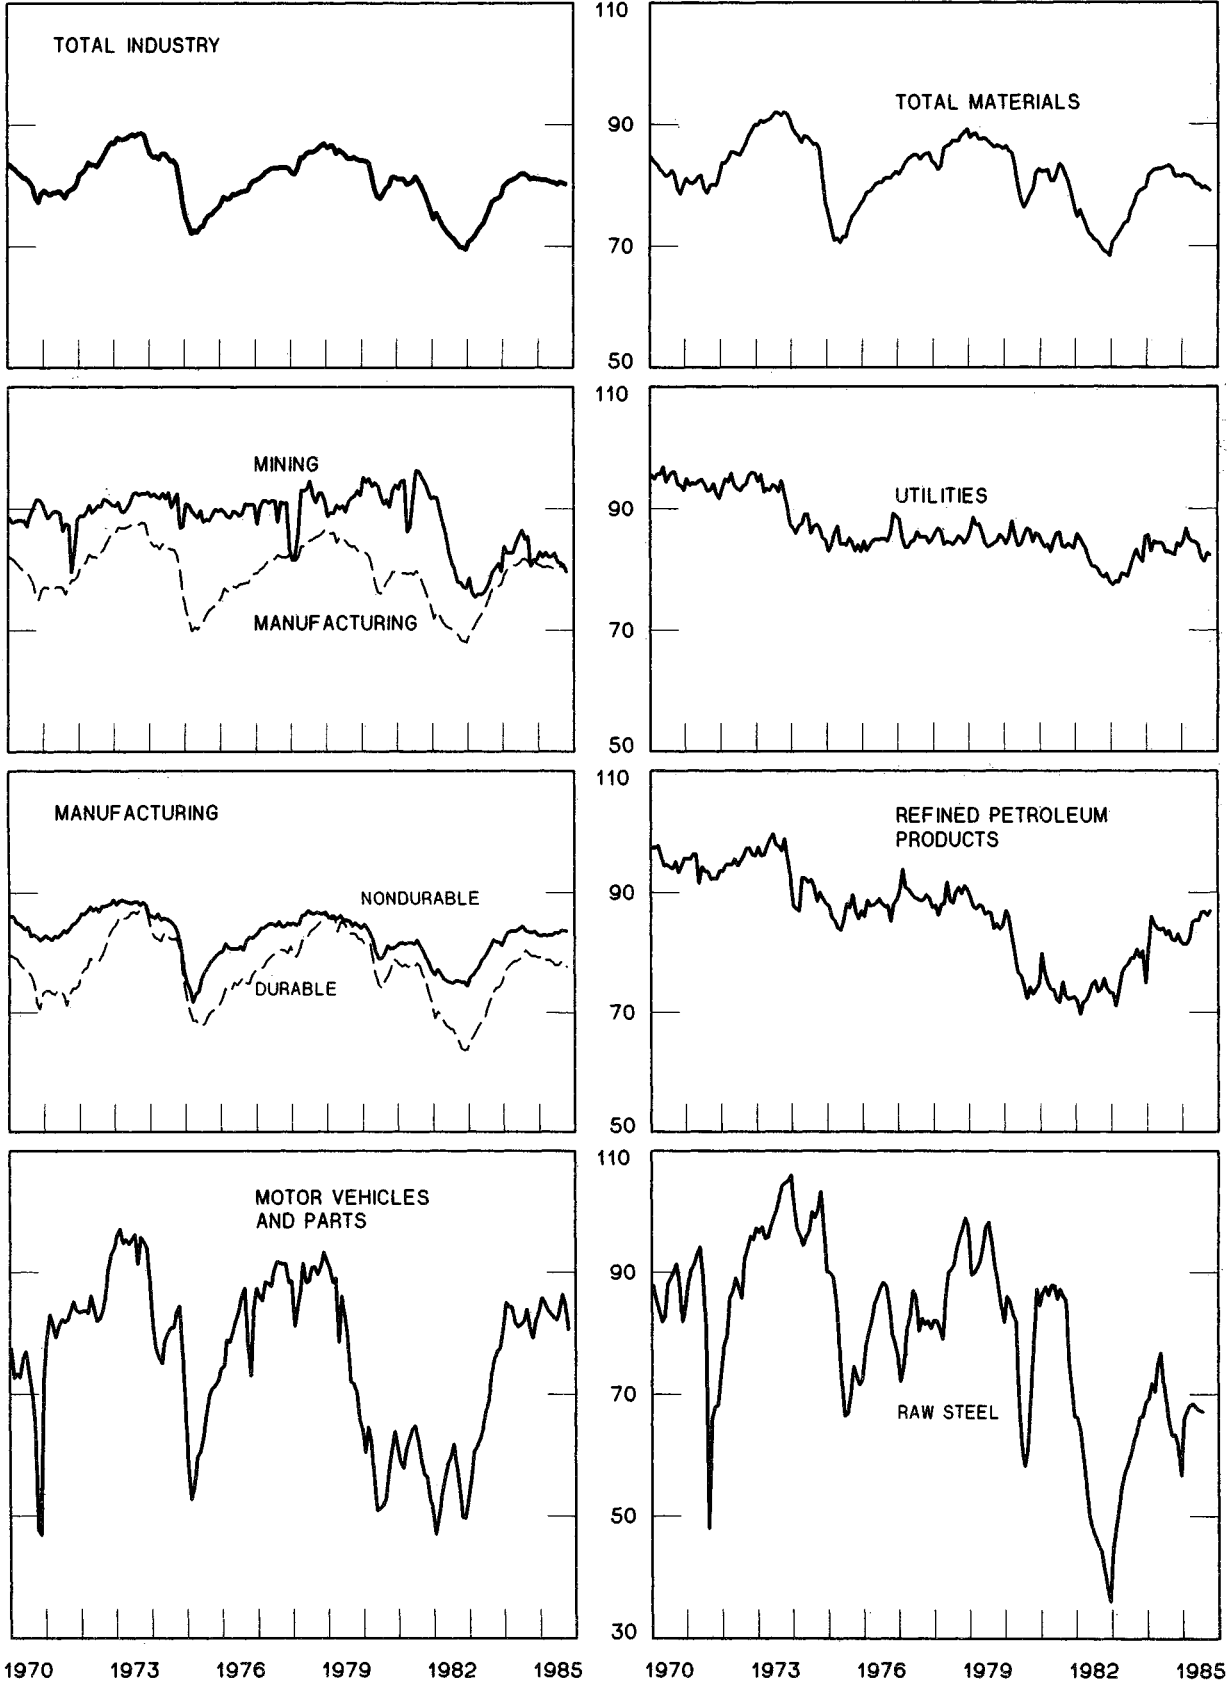 110
TOTAL INDUSTRY
TOTAL MATERIALS
90
70
50
110
MINING
UTILITIES
90
MANUFACTURING
70
50
110
MANUFACTURING
REFINED PETROLEUM
PRODUCTS
NONDURABLE
90
DURABLE
70
50
110
MOTOR VEHICLES
AND PARTS
90
70
RAW STEEL
50
30
1970 1973 1976 1979 1982 1985
1970 1973 1976 1979 1982 1985